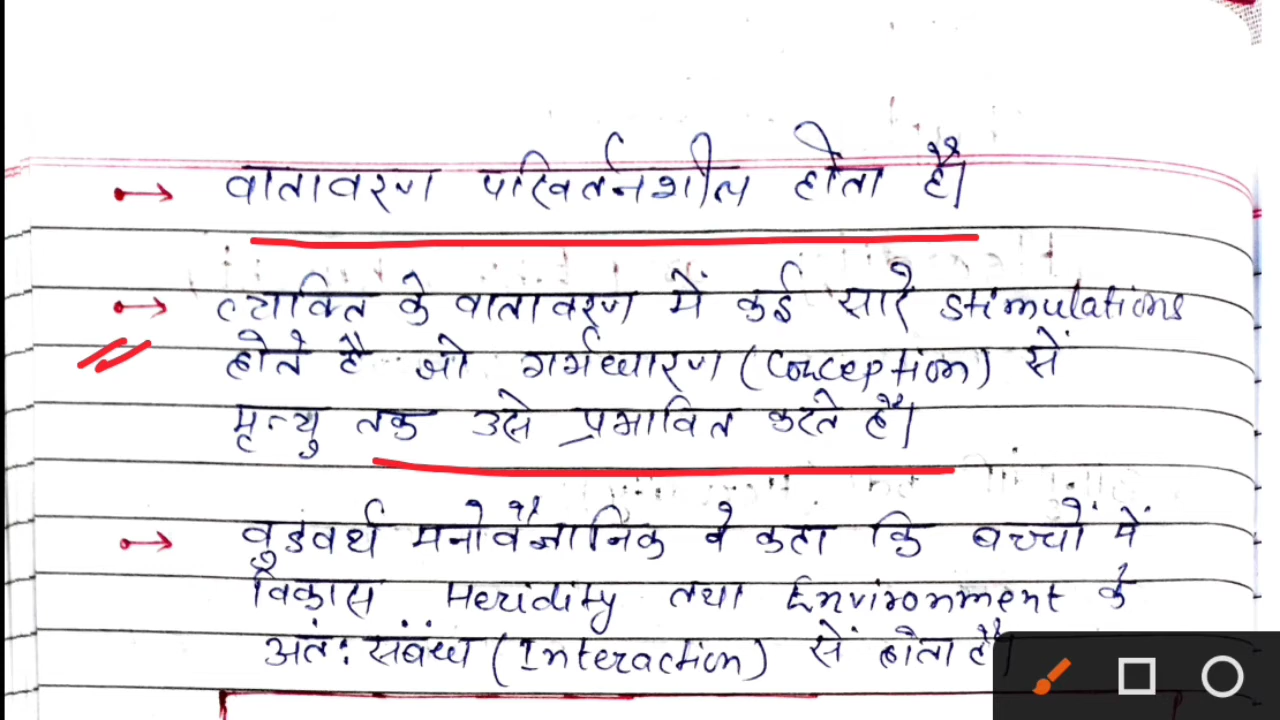 वातावरण परिवर्तनशील होता है।
व्यक्ति के वातावरण में कई सारे stimulations
होते है जो गर्भधारण (Conception) से
मृत्यु तक उसे प्रभावित करते है।
वुडवर्थ मनोवैज्ञानिक ने कहा कि बच्चों में
विकास Heridity तथा Environment के
अतं: संबंध (Interaction) से होता है।